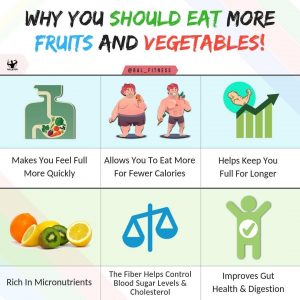 WHY YOU SHOULD EAT MORE
FRUITS AND VEGETABLES!
@BAL_FITNESS
Makes You Feel Full
More Quickly
Allows You To Eat More
For Fewer Calories
Helps Keep You
Full For Longer
Rich In Micronutrients
The Fiber Helps Control
Blood Sugar Levels &
Cholesterol
Improves Gut
Health & Digestion